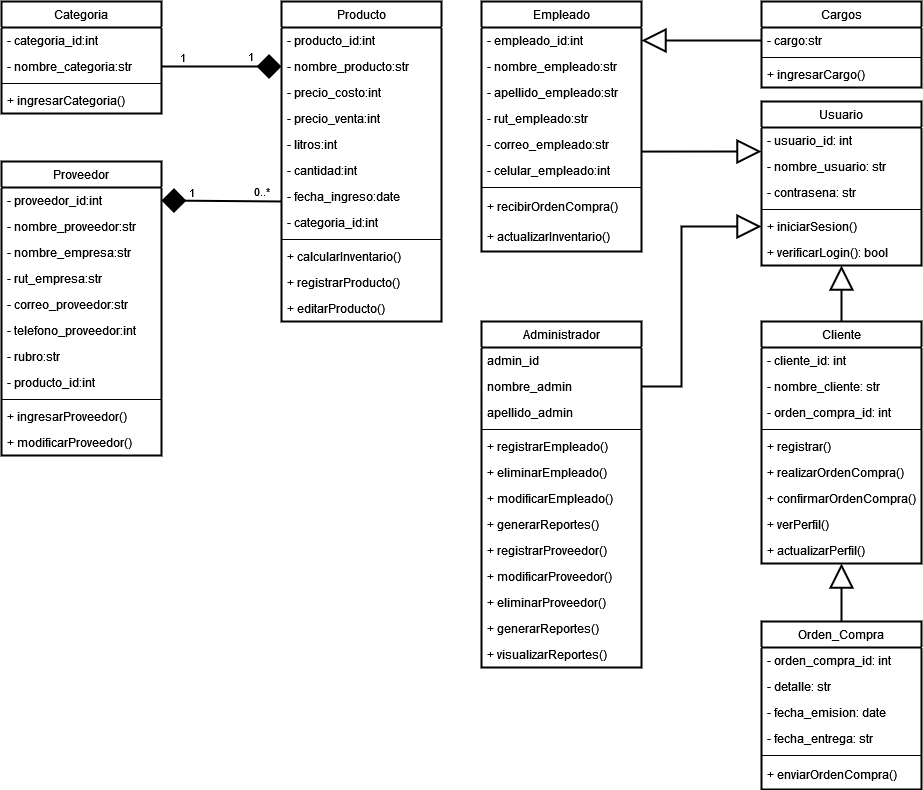 Categoria
- categoria_id:int
- nombre_categoria:str
+ ingresarCategoria()
1
1
Producto
- producto_id:int
- nombre_producto:str
- precio_costo:int
- precio_venta:int
- litros:int
- cantidad:int
- fecha_ingreso:date
- categoria_id:int
+ calcularInventario()
+ registrarProducto()
+ editarProducto()
Proveedor
- proveedor_id:int
- nombre_proveedor:str
- nombre_empresa:str
- rut_empresa:str
- correo_proveedor:str
- telefono_proveedor:int
- rubro:str
- producto_id:int
+ ingresarProveedor()
+ modificarProveedor()
1
0..*
Empleado
- empleado_id:int
- nombre_empleado:str
- apellido_empleado:str
- rut_empleado:str
- correo_empleado:str
- celular_empleado:int
+ recibirOrdenCompra()
+ actualizarInventario()
Cargos
- cargo:str
+ ingresarCargo()
Usuario
- usuario_id: int
- nombre_usuario: str
- contrasena: str
+ iniciarSesion()
+ verificarLogin(): bool
Administrador
admin_id
nombre_admin
apellido_admin
+ registrarEmpleado()
+ eliminarEmpleado()
+ modificarEmpleado()
+ generarReportes()
+ registrarProveedor()
+ modificarProveedor()
+ eliminarProveedor()
+ generarReportes()
+ visualizarReportes()
Cliente
- cliente_id: int
- nombre_cliente: str
- orden_compra_id: int
+ registrar()
+ realizarOrdenCompra()
+ confirmarOrdenCompra()
+ verPerfil()
+ actualizarPerfil()
Orden_Compra
- orden_compra_id: int
- detalle: str
- fecha_emision: date
- fecha_entrega: str
+ enviarOrdenCompra()